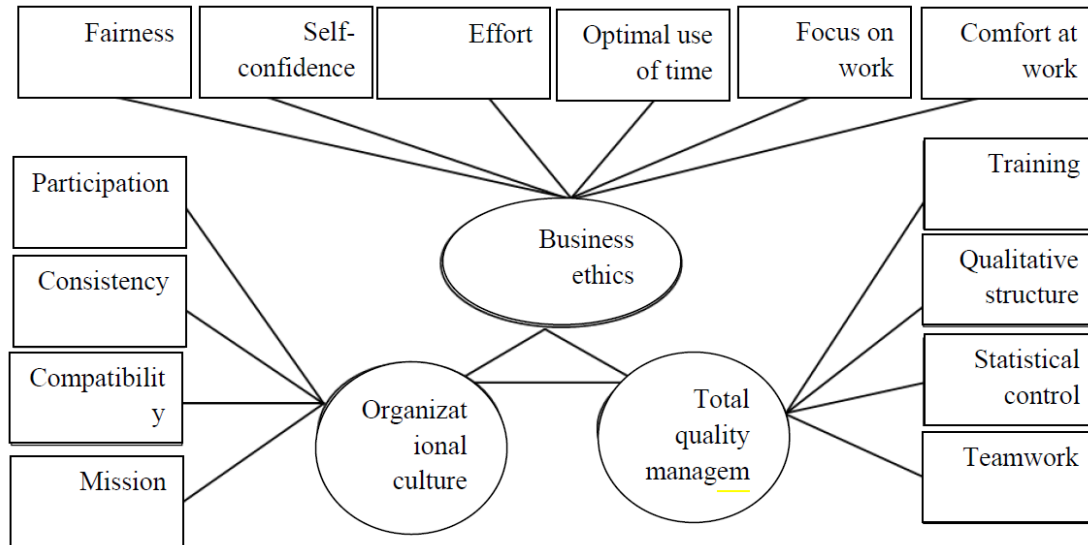 Fairness
Self-
confidence
Effort
Optimal use
of time
Focus on
work
Comfort at
work
Participation
Consistency
Compatibilit
y
Mission
Business
ethics
Organizat
ional
culture
Total
quality
managem
Training
Qualitative
structure
Statistical
control
Teamwork